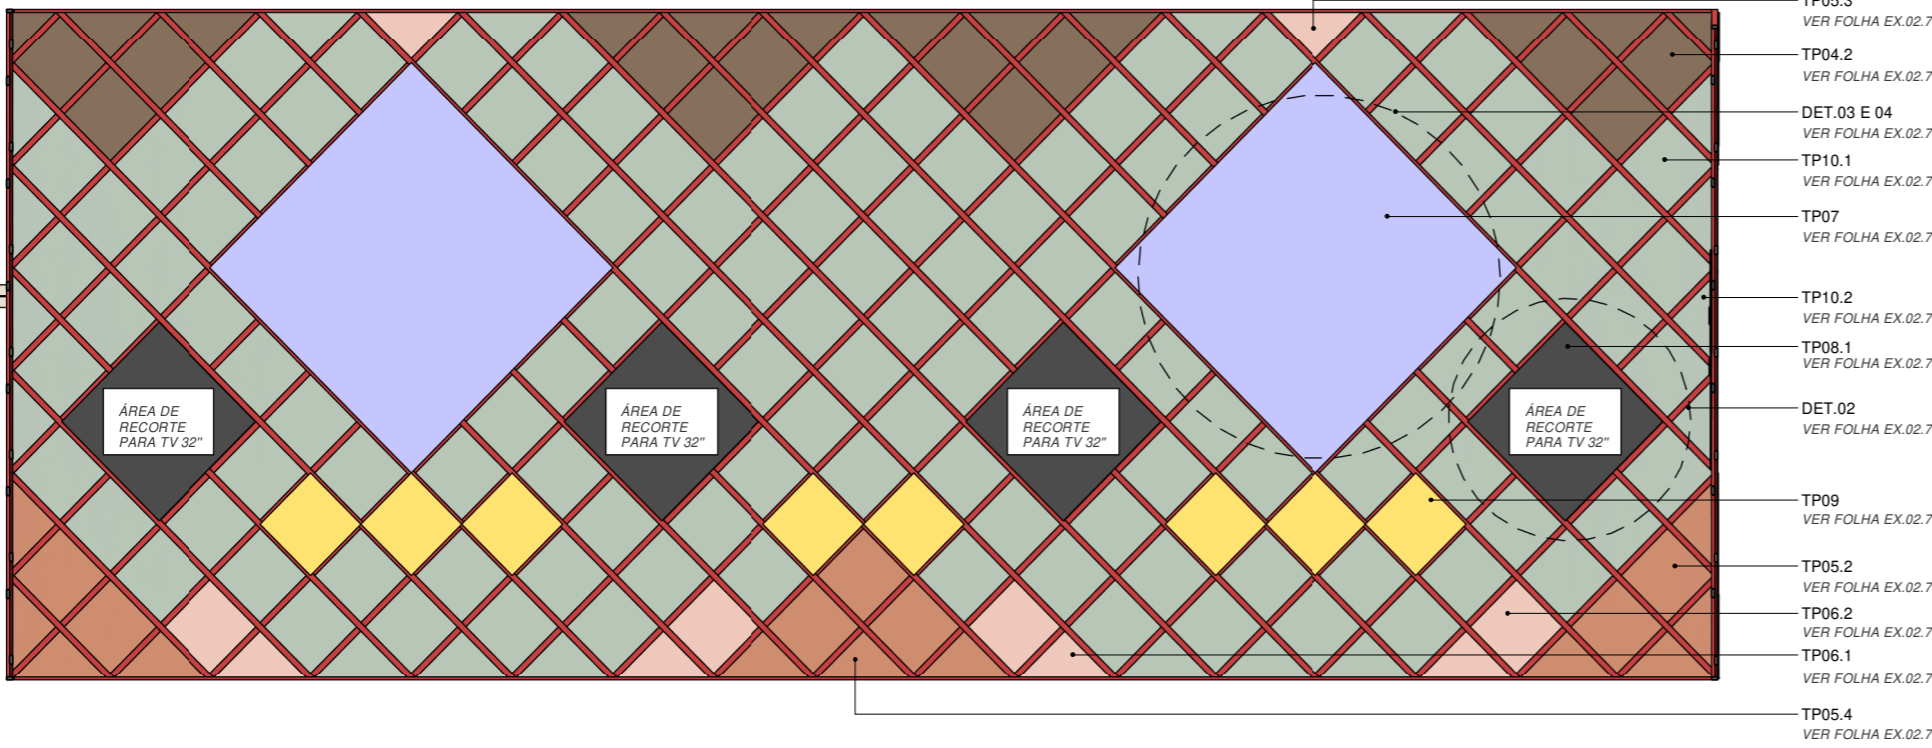 TP05.3
VER FOLHA EX.02.7
TP04.2
VER FOLHA EX.02.7
DET.03 E 04
VER FOLHA EX.02.7
TP10.1
VER FOLHA EX.02.7
TP07
VER FOLHA EX.02.7
TP10.2
VER FOLHA EX.02.7
TP08.1
VER FOLHA EX.02.7
DET.02
VER FOLHA EX.02.7
TP09
VER FOLHA EX.02.7
TP05.2
VER FOLHA EX.02.7
TP06.2
VER FOLHA EX.02.7
TP06.1
VER FOLHA EX.02.7
TP05.4
VER FOLHA EX.02.7
ÁREA DE
RECORTE
PARA TV 32"
ÁREA DE
RECORTE
PARA TV 32"
ÁREA DE
RECORTE
PARA TV 32"
ÁREA DE
RECORTE
PARA TV 32"